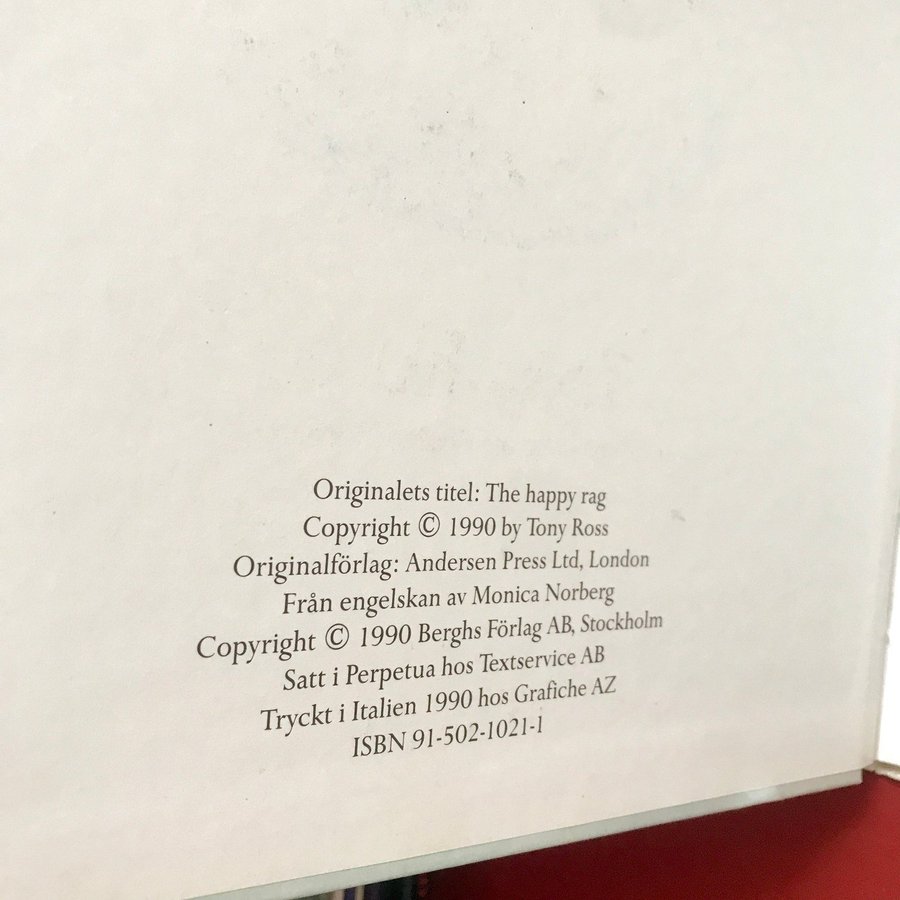 Originalets titel: The happy rag
Copyright © 1990 by Tony Ross
Originalförlag: Andersen Press Ltd, London
Från engelskan av Monica Norberg
Copyright © 1990 Berghs Förlag AB, Stockholm
Satt i Perpetua hos Textservice AB
Tryckt i Italien 1990 hos Grafiche AZ
ISBN 91-502-1021-1